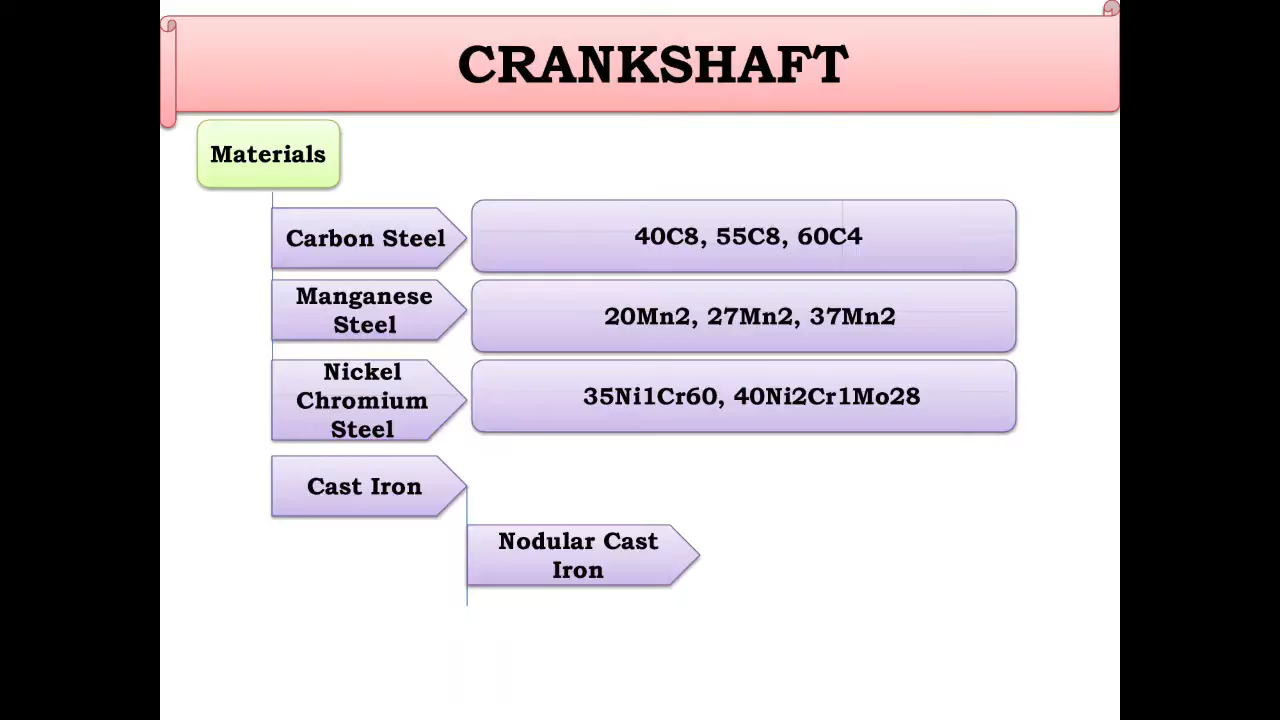 CRANKSHAFT
Materials
Carbon Steel
40C8, 55C8, 60C4
Manganese
Steel
20Mn2, 27Mn2, 37Mn2
Nickel
Chromium
Steel
35Ni1Cr60, 40Ni2Cr1Mo28
Cast Iron
Nodular Cast
Iron